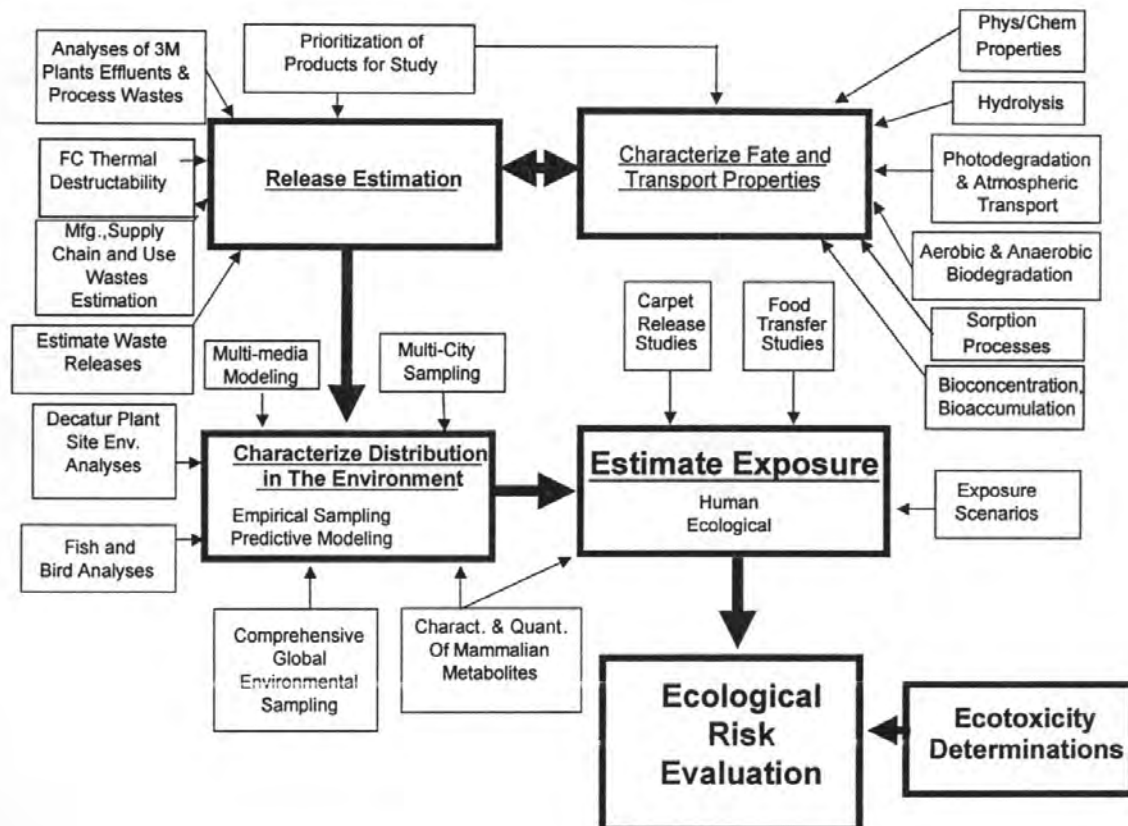 Analyses of 3M
Plants Effluents &
Process Wastes
Prioritization of
Products for Study
Phys/Chem
Properties
Hydrolysis
FC Thermal
Destructability
Release Estimation
Characterize Fate and
Transport Properties
Photodegradation
& Atmospheric
Transport
Mfg.,Supply
Chain and Use
Wastes
Estimation
Aerobic & Anaerobic
Biodegradation
Estimate Waste
Releases
Multi-media
Modeling
Multi-City
Sampling
Carpet
Release
Studies
Food
Transfer
Studies
Sorption
Processes
Bioconcentration,
Bioaccumulation
Decatur Plant
Site Env.
Analyses
Characterize Distribution
in The Environment
Empirical Sampling
Predictive Modeling
Estimate Exposure
Human
Ecological
Exposure
Scenarios
Fish and
Bird Analyses
Comprehensive
Global
Environmental
Sampling
Charact. & Quant.
Of Mammalian
Metabolites
Ecological
Risk
Evaluation
Ecotoxicity
Determinations